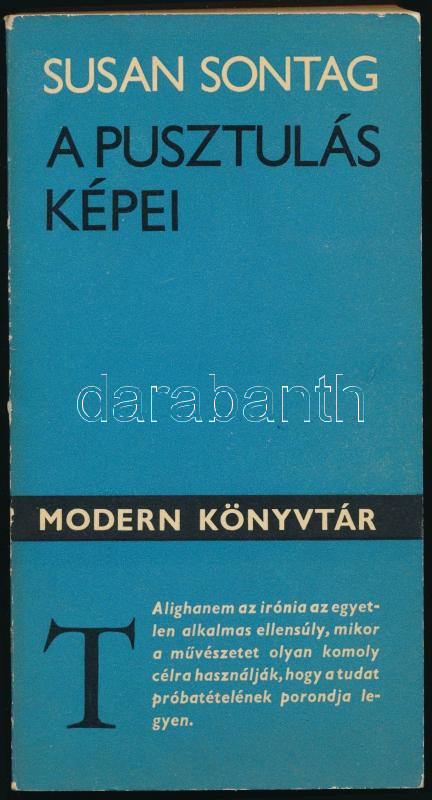 SUSAN SONTAG
A PUSZTULÁS
KÉPEI
darabanth
MODERN KÖNYVTÁR
T
Alighanem az irónia az egyet-
len alkalmas ellensúly, mikor
a művészetet olyan komoly
célra használják, hogy a tudat
próbatételének porondja le-
gyen.